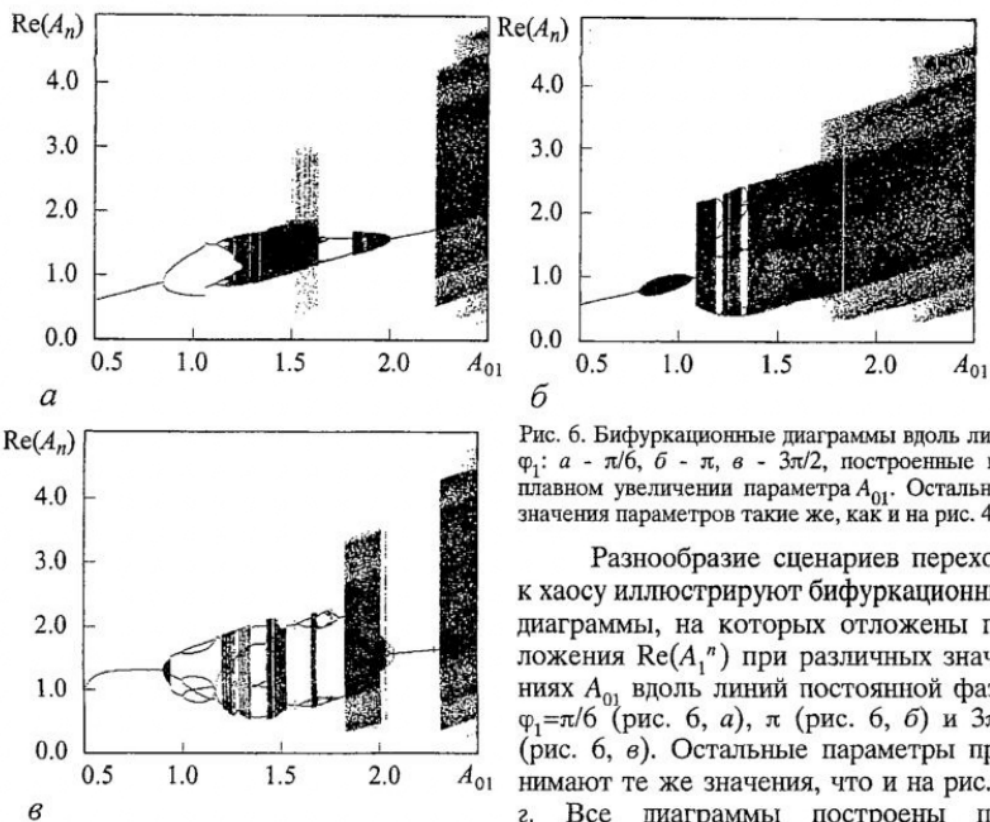 Re(Aₙ)
4.0
3.0
2.0
1.0
0.0
0.5
1.0
1.5
2.0
A₀₁
а
Re(Aₙ)
4.0
3.0
2.0
1.0
0.0
0.5
1.0
1.5
2.0
A₀₁
б
Re(Aₙ)
4.0
3.0
2.0
1.0
0.0
0.5
1.0
1.5
2.0
A₀₁
в
Рис. 6. Бифуркационные диаграммы вдоль ли
φ₁: а - π/6, б - π, в - 3π/2, построенные
плавном увеличении параметра A₀₁. Остальн
значения параметров такие же, как и на рис. 4
Разнообразие сценариев перехо
к хаосу иллюстрируют бифуркационн
диаграммы, на которых отложены п
ложения Re(A₁ⁿ) при различных знач
ниях A₀₁ вдоль линий постоянной фаз
φ₁=π/6 (рис. 6, а), π (рис. 6, б) и 3π
(рис. 6, в). Остальные параметры пр
нимают те же значения, что и на рис.
г. Все диаграммы построены п